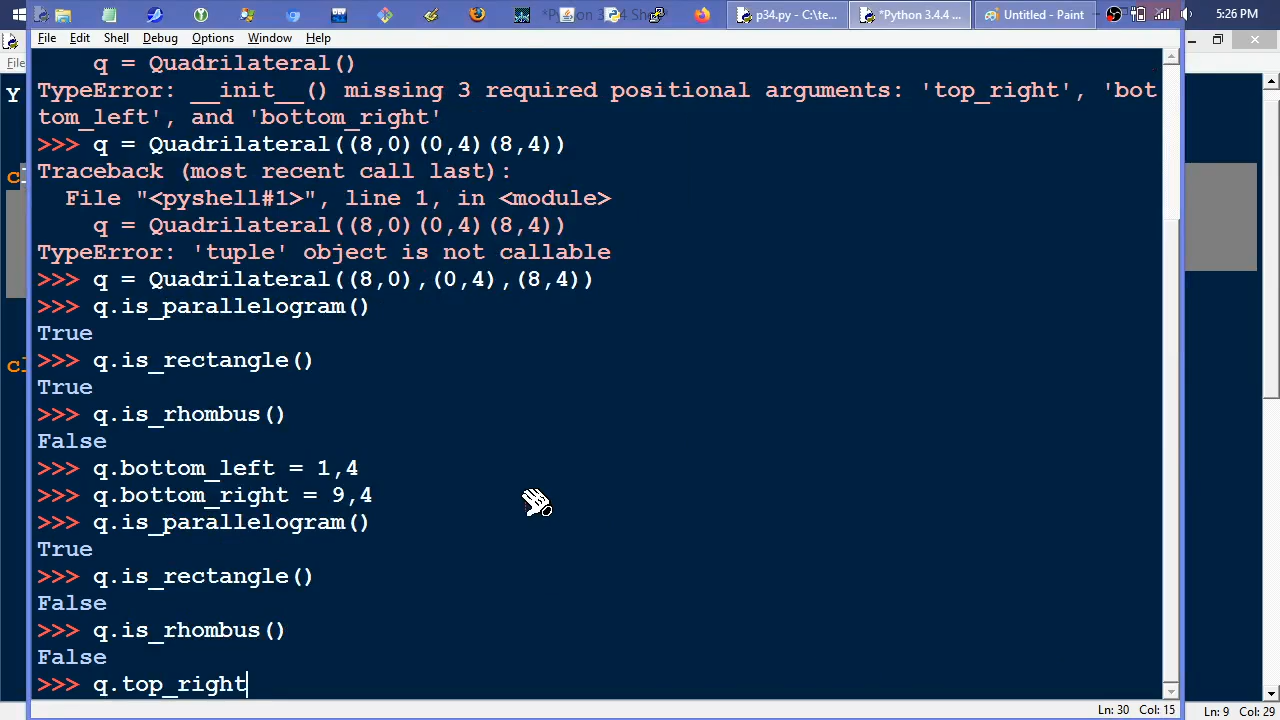 *Python 3.4.4 Shell*
p34.py - C:\te...
*Python 3.4.4 ...
Untitled - Paint
5:26 PM
File Edit Shell Debug Options Window Help
q = Quadrilateral()
TypeError: __init__() missing 3 required positional arguments: 'top_right', 'bot
tom_left', and 'bottom_right'
>>> q = Quadrilateral((8,0)(0,4)(8,4))
Traceback (most recent call last):
File "<pyshell#1>", line 1, in <module>
q = Quadrilateral((8,0)(0,4)(8,4))
TypeError: 'tuple' object is not callable
>>> q = Quadrilateral((8,0),(0,4),(8,4))
>>> q.is_parallelogram()
True
>>> q.is_rectangle()
True
>>> q.is_rhombus()
False
>>> q.bottom_left = 1,4
>>> q.bottom_right = 9,4
>>> q.is_parallelogram()
True
>>> q.is_rectangle()
False
>>> q.is_rhombus()
False
>>> q.top_right
Ln: 30 Col: 15
Ln: 9 Col: 29